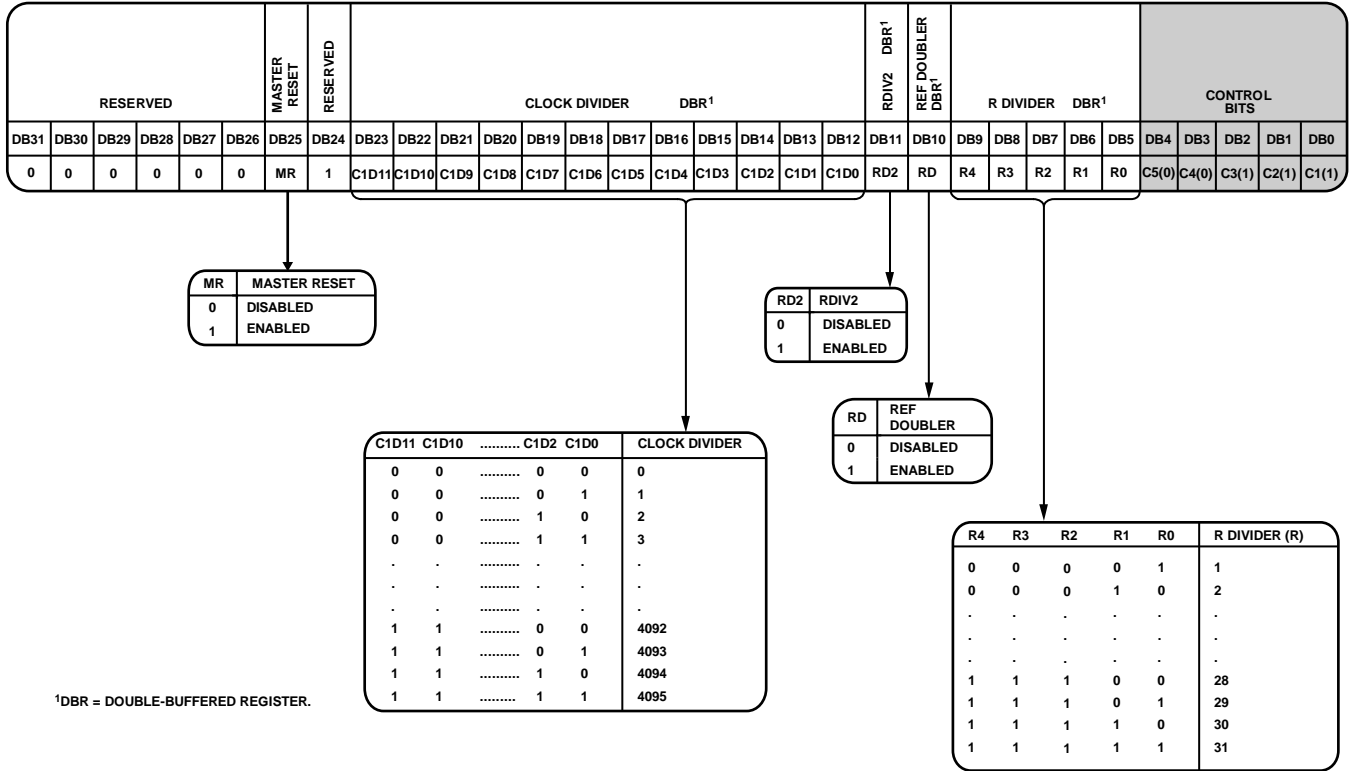 RESERVED
MASTER RESET
RESERVED
CLOCK DIVIDER DBR1
RDIV2 DBR1
REF DOUBLER DBR1
R DIVIDER DBR1
CONTROL BITS
DB31 DB30 DB29 DB28 DB27 DB26 DB25 DB24 DB23 DB22 DB21 DB20 DB19 DB18 DB17 DB16 DB15 DB14 DB13 DB12 DB11 DB10 DB9 DB8 DB7 DB6 DB5 DB4 DB3 DB2 DB1 DB0
0 0 0 0 0 0 MR 1 C1D11 C1D10 C1D9 C1D8 C1D7 C1D6 C1D5 C1D4 C1D3 C1D2 C1D1 C1D0 RD2 RD R4 R3 R2 R1 R0 C5(0) C4(0) C3(1) C2(1) C1(1)
MR MASTER RESET
0 DISABLED
1 ENABLED
RD2 RDIV2
0 DISABLED
1 ENABLED
RD REF DOUBLER
0 DISABLED
1 ENABLED
C1D11 C1D10 .......... C1D2 C1D0 CLOCK DIVIDER
0 0 .......... 0 0 0
0 0 .......... 0 1 1
0 0 .......... 1 0 2
0 0 .......... 1 1 3
. . .......... . . .
. . .......... . . .
. . .......... . . .
1 1 .......... 0 0 4092
1 1 .......... 0 1 4093
1 1 .......... 1 0 4094
1 1 ......... 1 1 4095
R4 R3 R2 R1 R0 R DIVIDER (R)
0 0 0 0 1 1
0 0 0 1 0 2
. . . . . .
. . . . . .
. . . . . .
1 1 1 0 0 28
1 1 1 0 1 29
1 1 1 1 0 30
1 1 1 1 1 31
1DBR = DOUBLE-BUFFERED REGISTER.